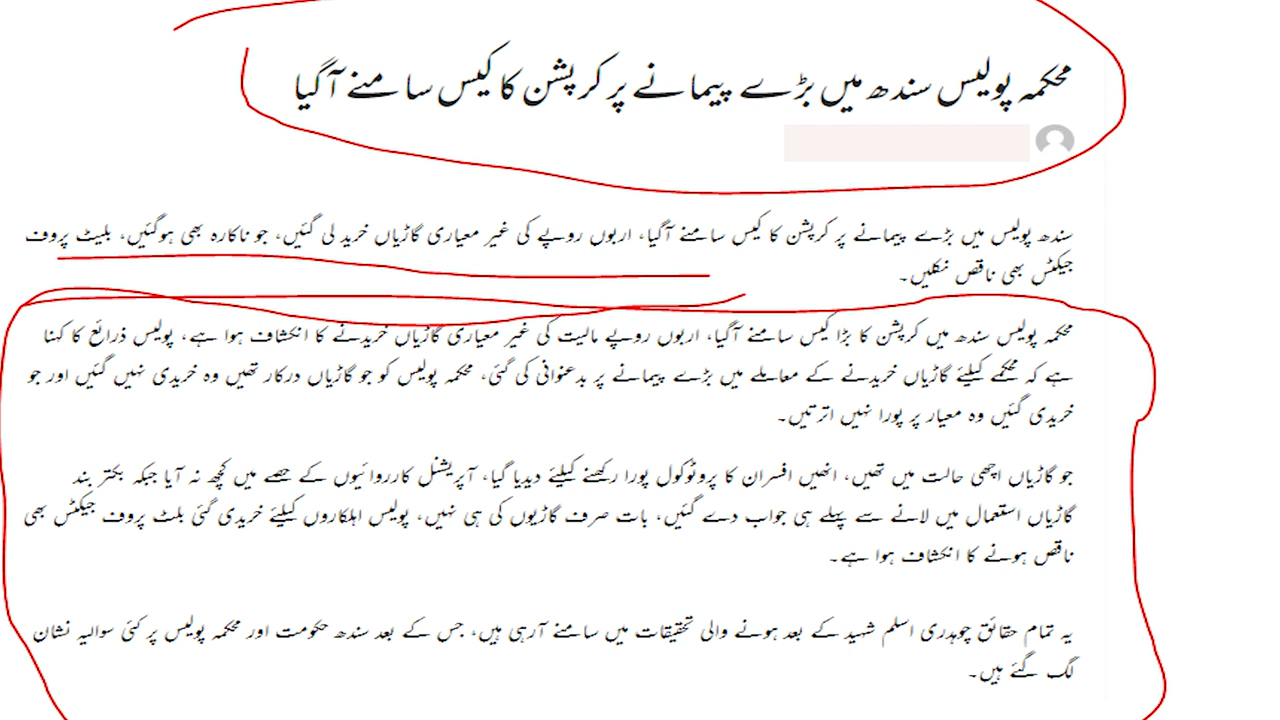 محکمہ پولیس سندھ میں بڑے پیمانے پر کرپشن کا کیس سامنے آگیا
سندھ پولیس میں بڑے پیمانے پر کرپشن کا کیس سامنے آگیا، اربوں روپے کی غیر معیاری گاڑیاں خرید لی گئیں، جو ناکارہ بھی ہوگئیں، بلیٹ پروف
جیکٹس بھی ناقص نکلیں۔
محکمہ پولیس سندھ میں کرپشن کا بڑا کیس سامنے آگیا، اربوں روپے مالیت کی غیر معیاری گاڑیاں خریدنے کا انکشاف ہوا ہے، پولیس ذرائع کا کہنا
ہے کہ محکمے کیلئے گاڑیاں خریدنے کے معاملے میں بڑے پیمانے پر بدعنوانی کی گئی، محکمہ پولیس کو جو گاڑیاں درکار تھیں وہ خریدی نہیں گئیں اور جو
خریدی گئیں وہ معیار پر پورا نہیں اترتیں۔
جو گاڑیاں اچھی حالت میں تھیں، انھیں افسران کا پروٹوکول پورا رکھنے کیلئے دیدیا گیا، آپریشنل کارروائیوں کے حصے میں کچھ نہ آیا جبکہ بکتر بند
گاڑیاں استعمال میں لانے سے پہلے ہی جواب دے گئیں، بات صرف گاڑیوں کی ہی نہیں، پولیس اہلکاروں کیلئے خریدی گئی بلٹ پروف جیکٹس بھی
ناقص ہونے کا انکشاف ہوا ہے۔
یہ تمام حقائق چوہدری اسلم شہید کے بعد ہونے والی تحقیقات میں سامنے آرہی ہیں، جس کے بعد سندھ حکومت اور محکمہ پولیس پر کئی سوالیہ نشان
لگ گئے ہیں۔